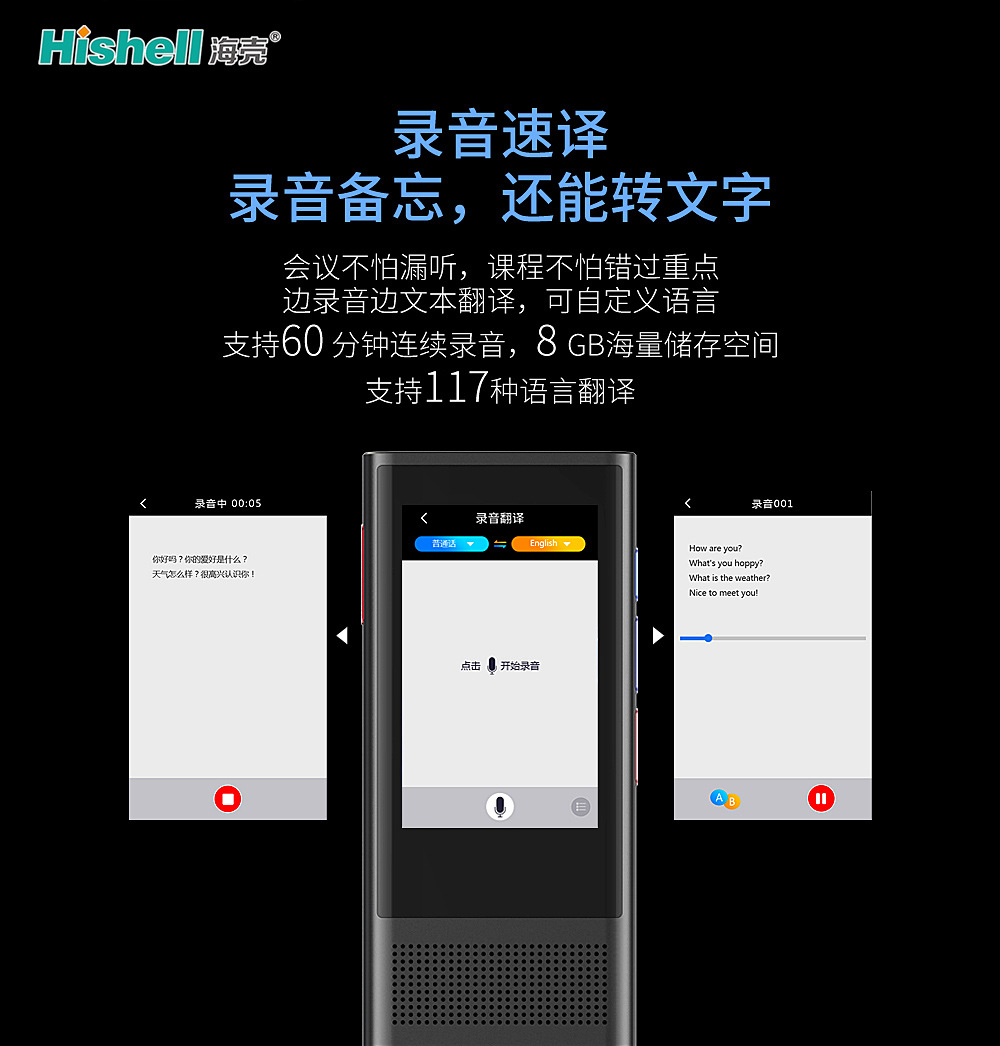 Hishell 海壳®
录音速译
录音备忘，还能转文字
会议不怕漏听，课程不怕错过重点
边录音边文本翻译，可自定义语言
支持60 分钟连续录音，8 GB海量储存空间
支持117种语言翻译
录音中 00:05
你好吗？你的爱好是什么？
天气怎么样？很高兴认识你！
录音翻译
普通话
English
点击 开始录音
录音001
How are you?
What's you hoppy?
What is the weather?
Nice to meet you!
A
B